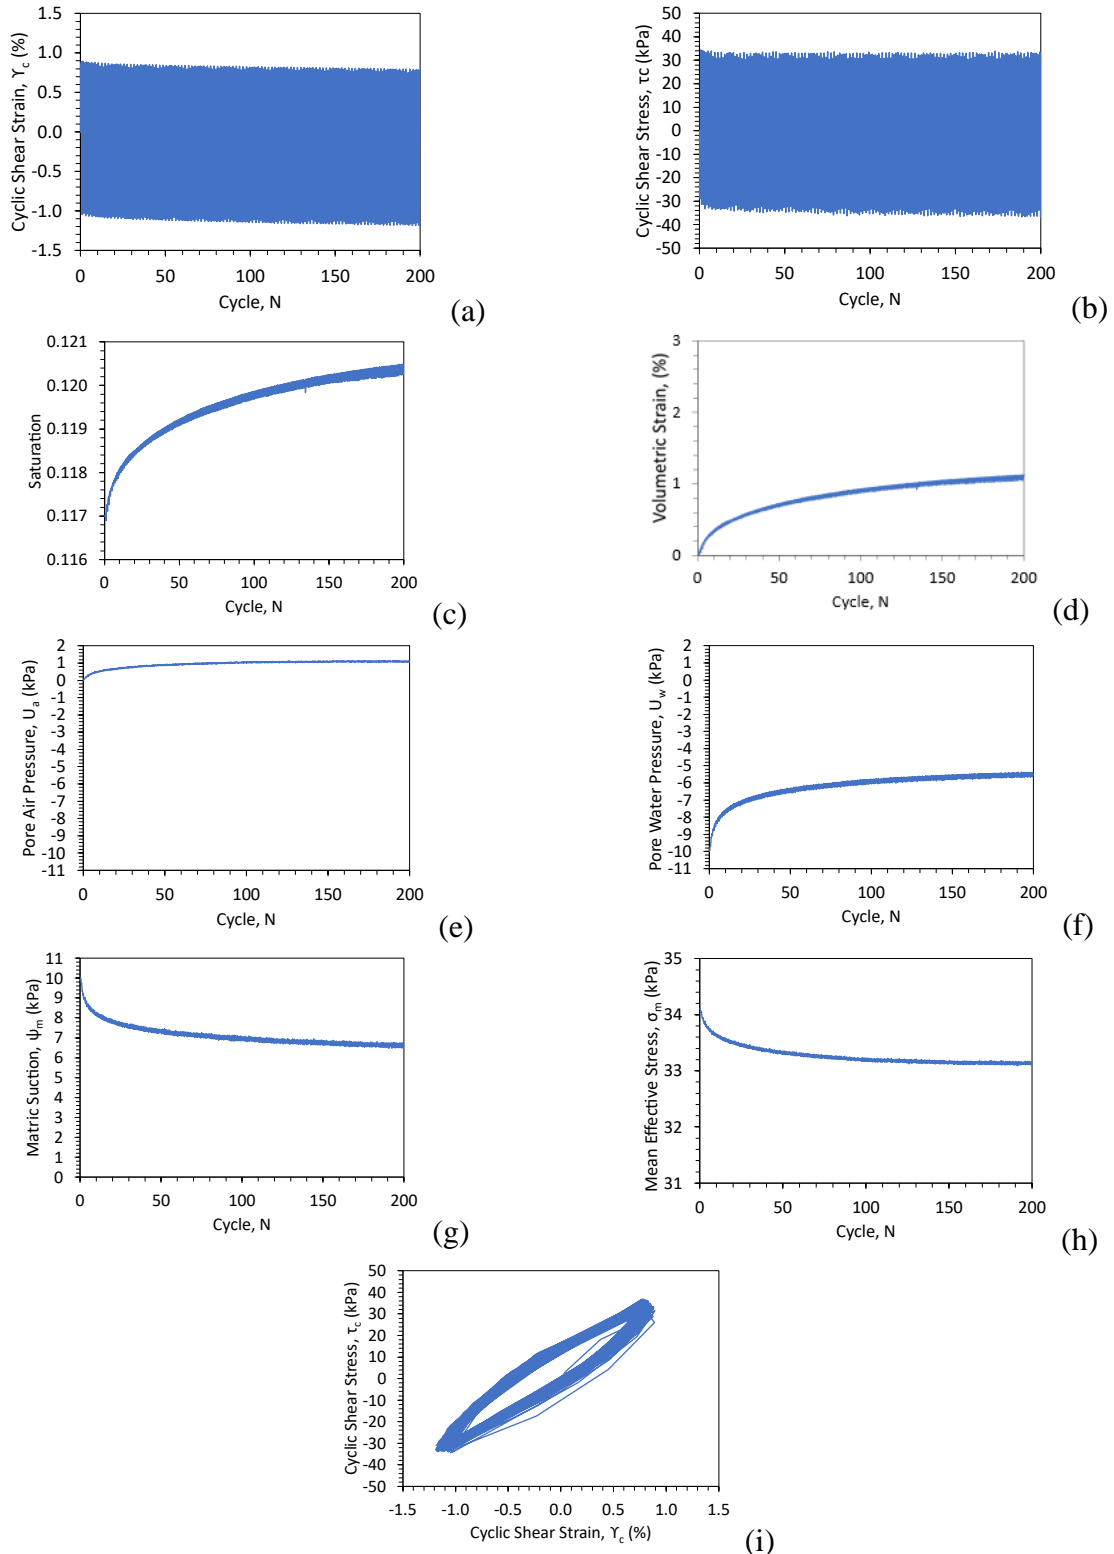 Cyclic Shear Strain, ϒ_c (%)
1.5
1.0
0.5
0.0
-0.5
-1.0
-1.5
0 50 100 150 200
Cycle, N
(a)
Cyclic Shear Stress, τc (kPa)
50
40
30
20
10
0
-10
-20
-30
-40
-50
0 50 100 150 200
Cycle, N
(b)
Saturation
0.121
0.120
0.119
0.118
0.117
0.116
0 50 100 150 200
Cycle, N
(c)
Volumetric Strain, (%)
3
2
1
0
0 50 100 150 200
Cycle, N
(d)
Pore Air Pressure, U_a (kPa)
2
1
0
-1
-2
-3
-4
-5
-6
-7
-8
-9
-10
-11
0 50 100 150 200
Cycle, N
(e)
Pore Water Pressure, U_w (kPa)
2
1
0
-1
-2
-3
-4
-5
-6
-7
-8
-9
-10
-11
0 50 100 150 200
Cycle, N
(f)
Matric Suction, ψ_m (kPa)
11
10
9
8
7
6
5
4
3
2
1
0
0 50 100 150 200
Cycle, N
(g)
Mean Effective Stress, σ_m (kPa)
35
34
33
32
31
0 50 100 150 200
Cycle, N
(h)
Cyclic Shear Stress, τ_c (kPa)
50
40
30
20
10
0
-10
-20
-30
-40
-50
-1.5 -1.0 -0.5 0.0 0.5 1.0 1.5
Cyclic Shear Strain, ϒ_c (%)
(i)